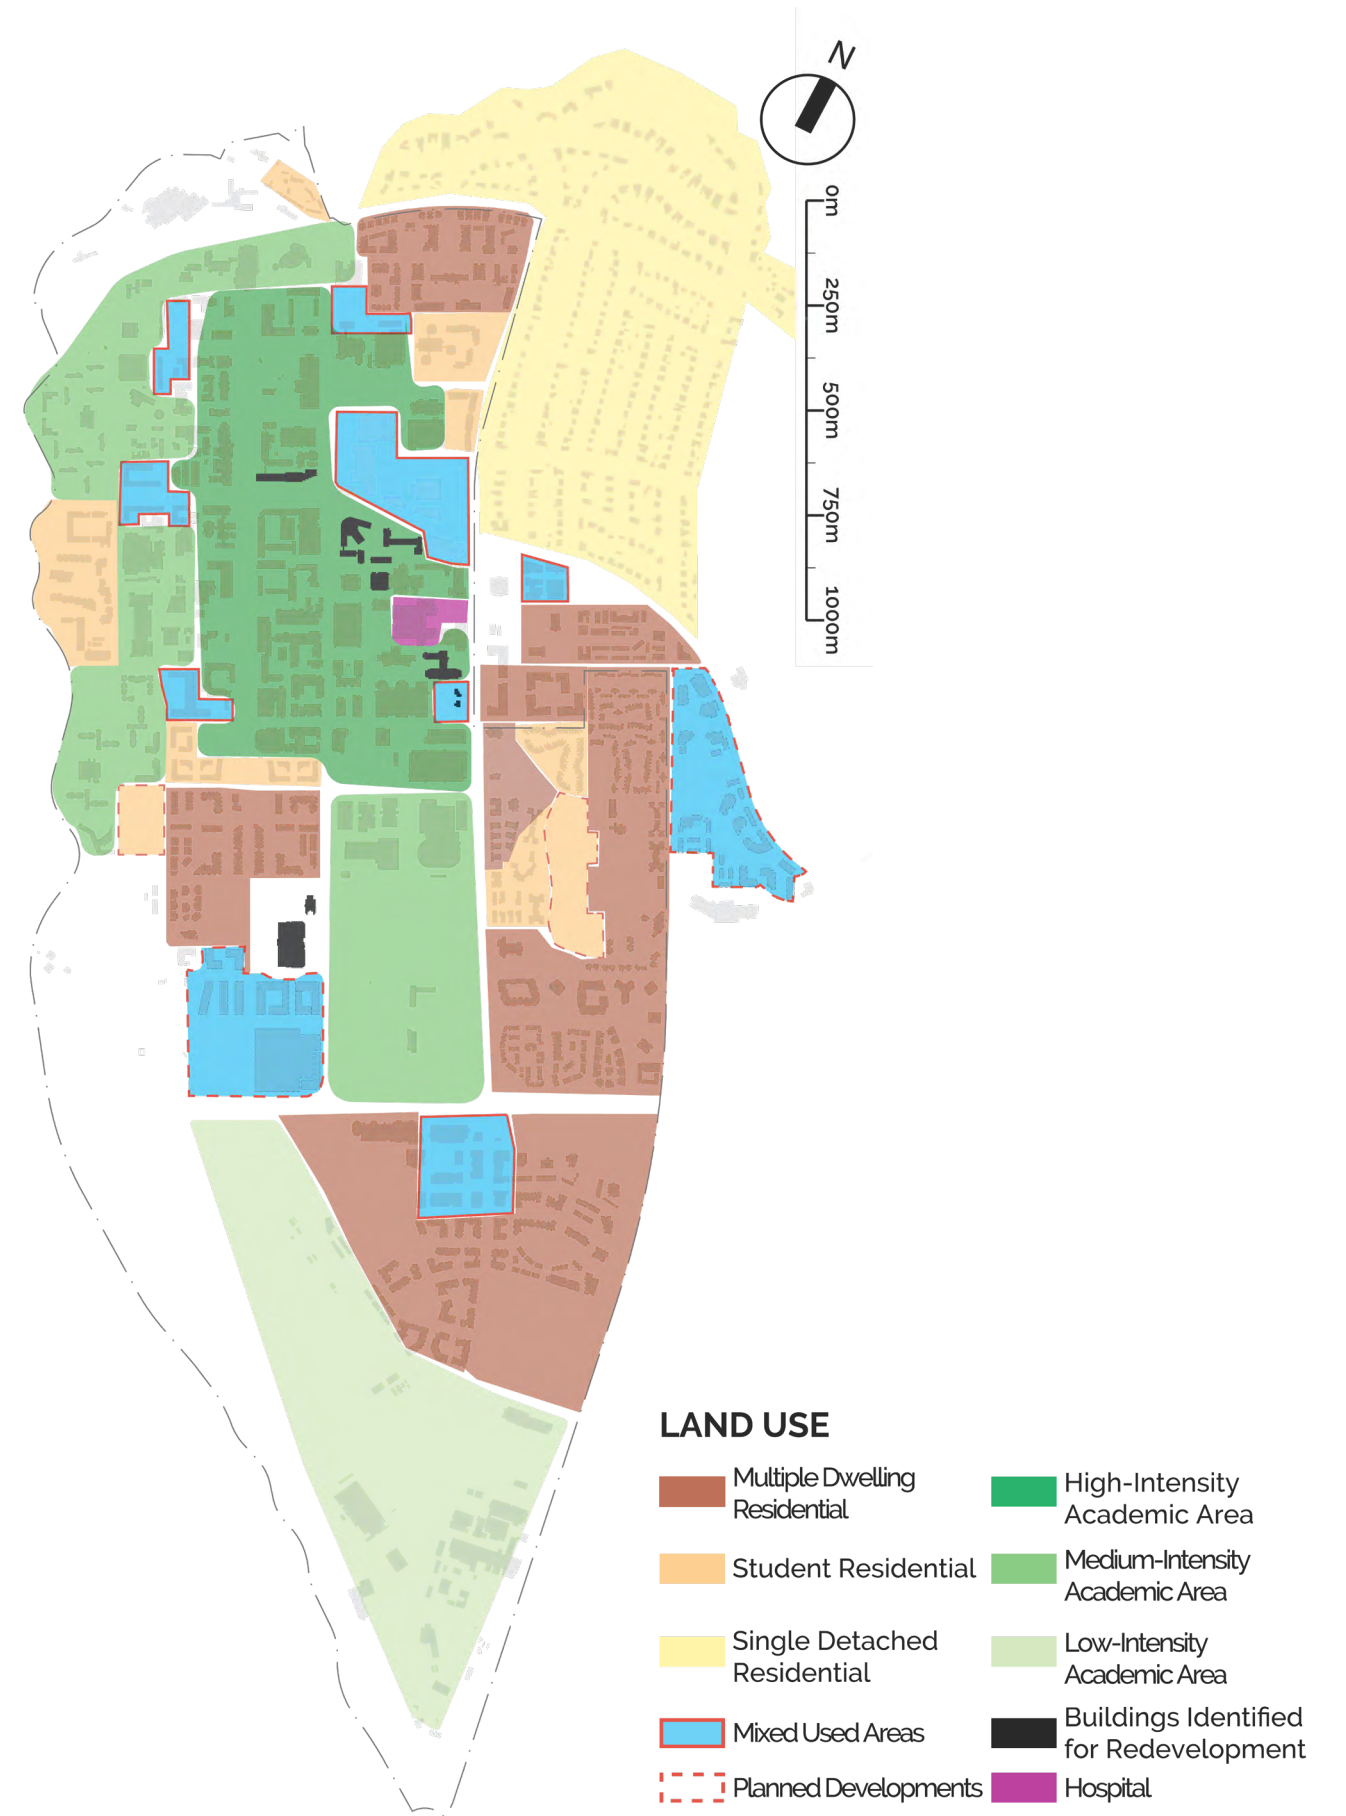 N
0m
250m
500m
750m
1000m
LAND USE
Multiple Dwelling
Residential
Student Residential
Single Detached
Residential
Mixed Used Areas
Planned Developments
High-Intensity
Academic Area
Medium-Intensity
Academic Area
Low-Intensity
Academic Area
Buildings Identified
for Redevelopment
Hospital